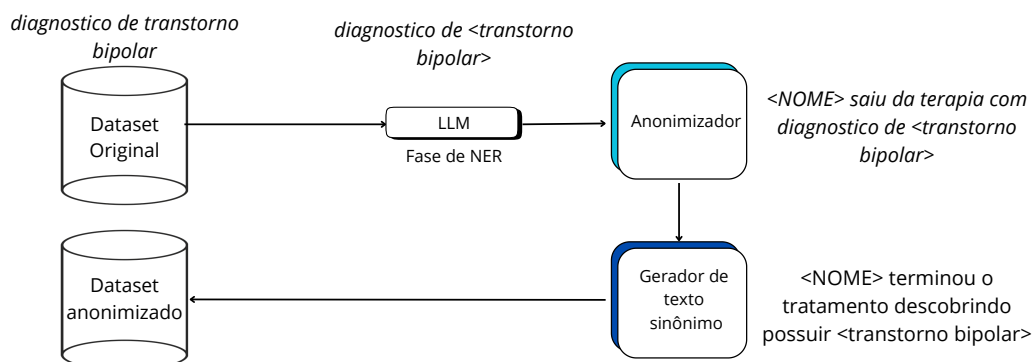 diagnostico de transtorno
bipolar
diagnostico de <transtorno
bipolar>
Dataset
Original
LLM
Fase de NER
Anonimizador
<NOME> saiu da terapia com
diagnostico de <transtorno
bipolar>
Dataset
anonimizado
Gerador de
texto
sinônimo
<NOME> terminou o
tratamento descobrindo
possuir <transtorno bipolar>